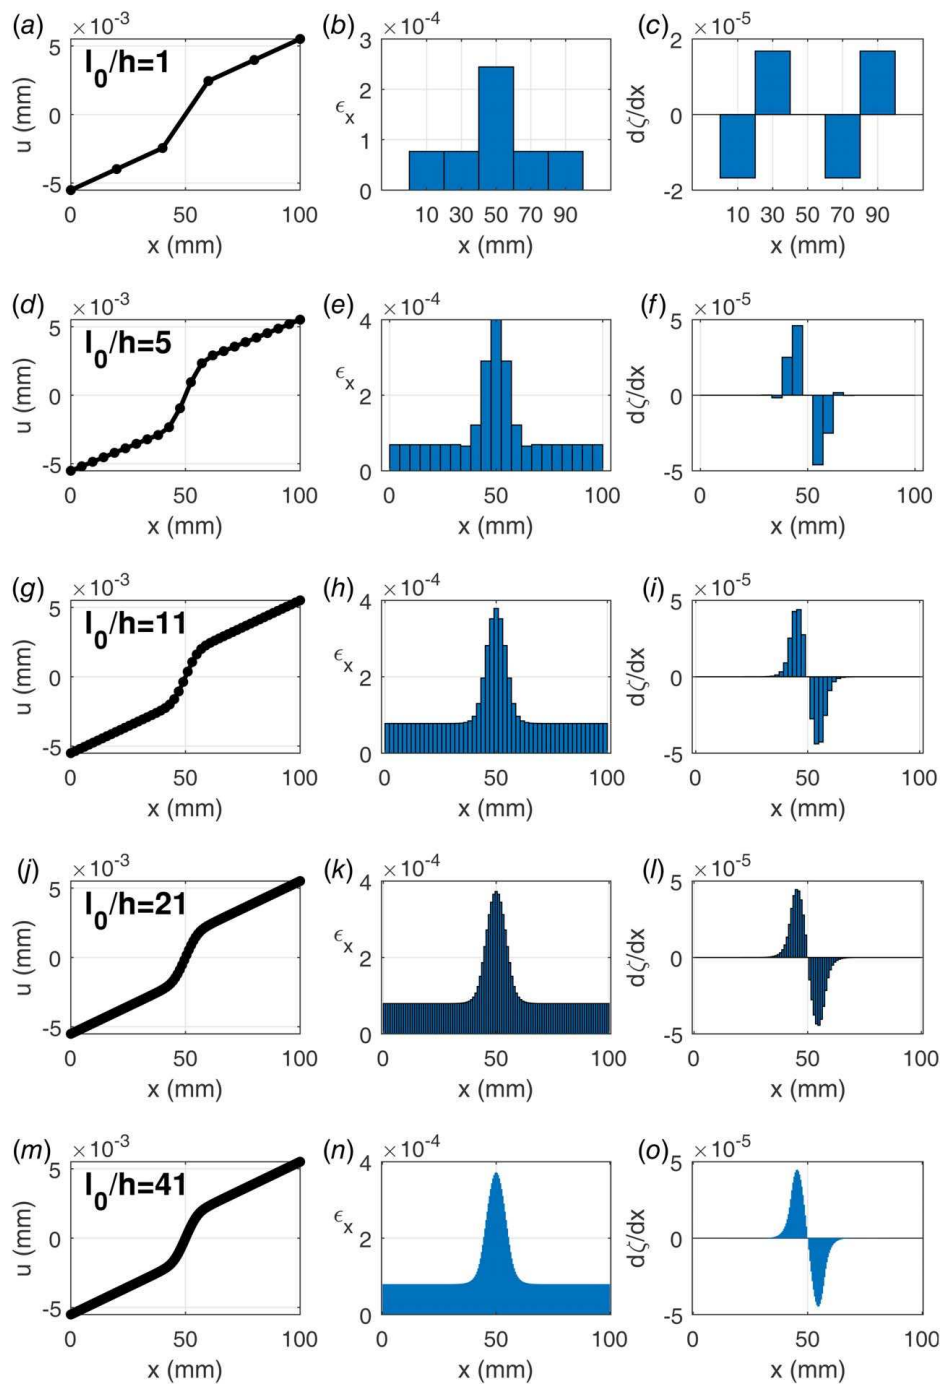 (a) ×10⁻³ (b) ×10⁻⁴ (c) ×10⁻⁵
l₀/h=1
u (mm) 5 0 -5 0 50 100 x (mm)
ϵₓ 3 2 1 0 10 30 50 70 90 x (mm)
dζ/dx 2 0 -2 10 30 50 70 90 x (mm)
(d) ×10⁻³ (e) ×10⁻⁴ (f) ×10⁻⁵
l₀/h=5
u (mm) 5 0 -5 0 50 100 x (mm)
ϵₓ 4 2 0 0 50 100 x (mm)
dζ/dx 5 0 -5 0 50 100 x (mm)
(g) ×10⁻³ (h) ×10⁻⁴ (i) ×10⁻⁵
l₀/h=11
u (mm) 5 0 -5 0 50 100 x (mm)
ϵₓ 4 2 0 0 50 100 x (mm)
dζ/dx 5 0 -5 0 50 100 x (mm)
(j) ×10⁻³ (k) ×10⁻⁴ (l) ×10⁻⁵
l₀/h=21
u (mm) 5 0 -5 0 50 100 x (mm)
ϵₓ 4 2 0 0 50 100 x (mm)
dζ/dx 5 0 -5 0 50 100 x (mm)
(m) ×10⁻³ (n) ×10⁻⁴ (o) ×10⁻⁵
l₀/h=41
u (mm) 5 0 -5 0 50 100 x (mm)
ϵₓ 4 2 0 0 50 100 x (mm)
dζ/dx 5 0 -5 0 50 100 x (mm)